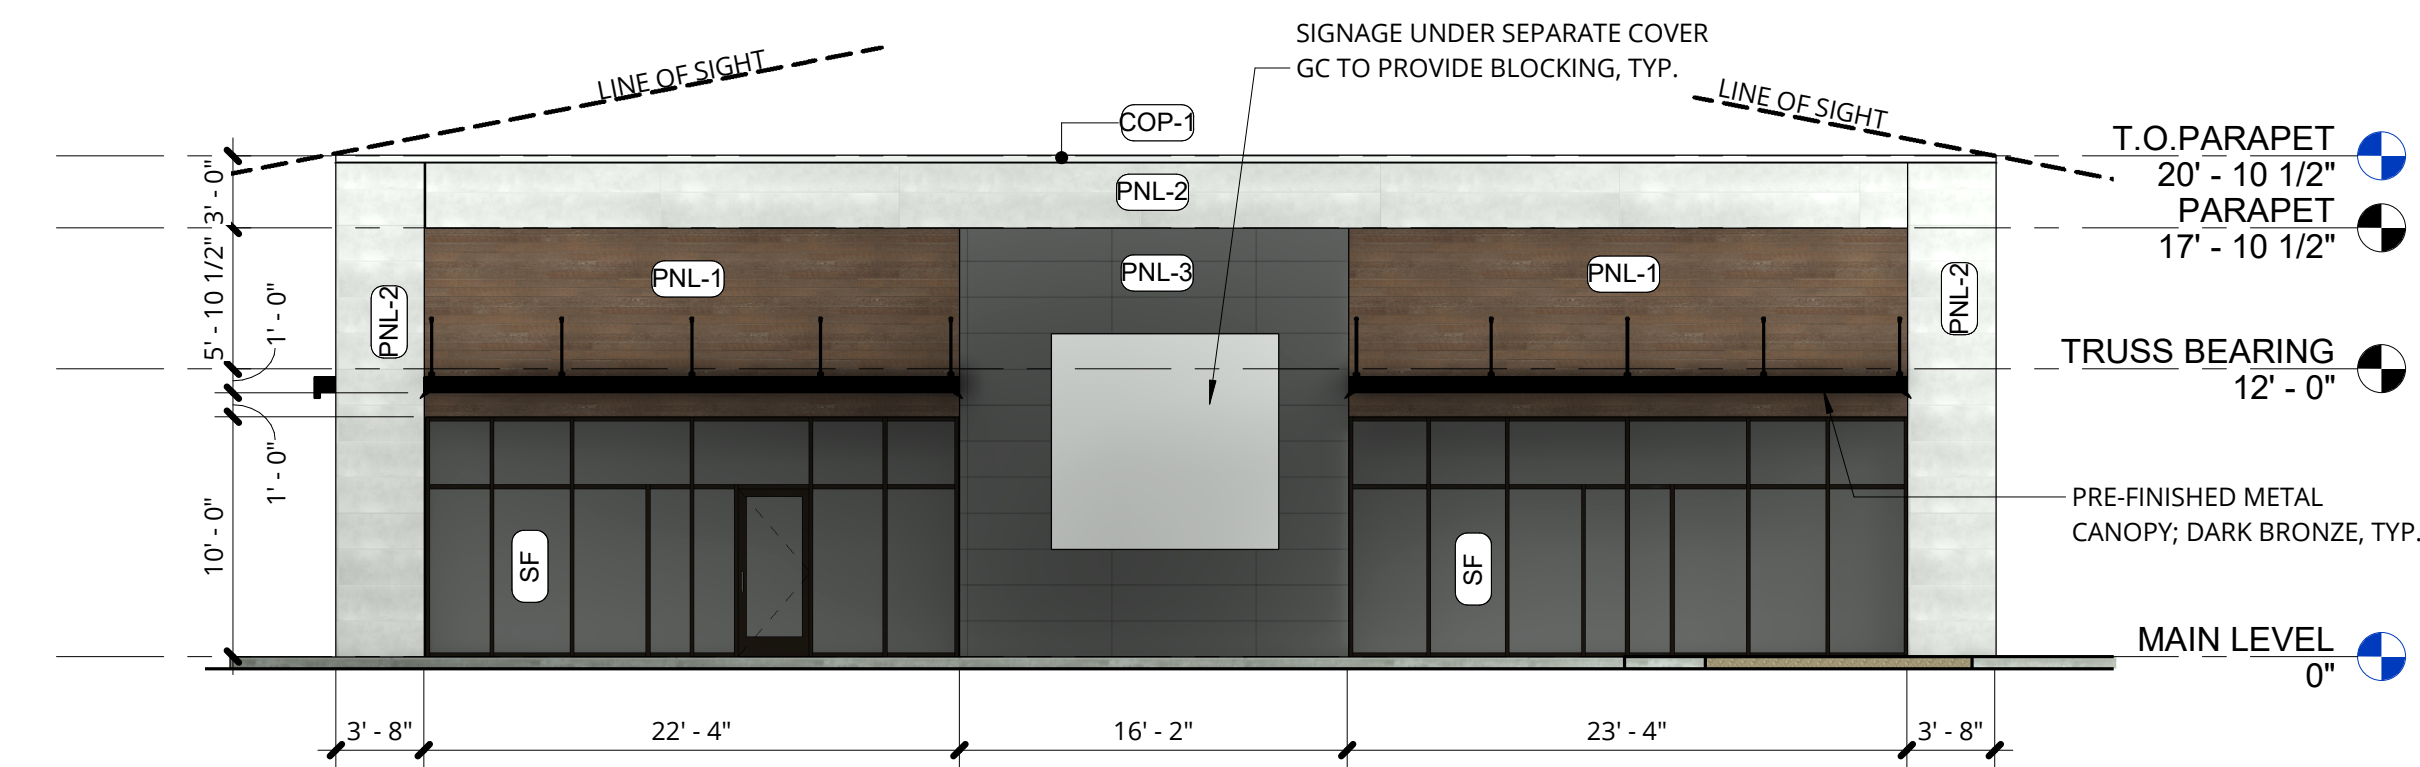 SIGNAGE UNDER SEPARATE COVER
GC TO PROVIDE BLOCKING, TYP.
LINE OF SIGHT
LINE OF SIGHT
COP-1
T.O.PARAPET
20' - 10 1/2"
PARAPET
17' - 10 1/2"
TRUSS BEARING
12' - 0"
MAIN LEVEL
0"
3' - 0"
5' - 10 1/2"
1' - 0"
1' - 0"
10' - 0"
PNL-2
PNL-2
PNL-1
PNL-3
PNL-1
PNL-2
SF
SF
PRE-FINISHED METAL
CANOPY; DARK BRONZE, TYP.
3' - 8"
22' - 4"
16' - 2"
23' - 4"
3' - 8"